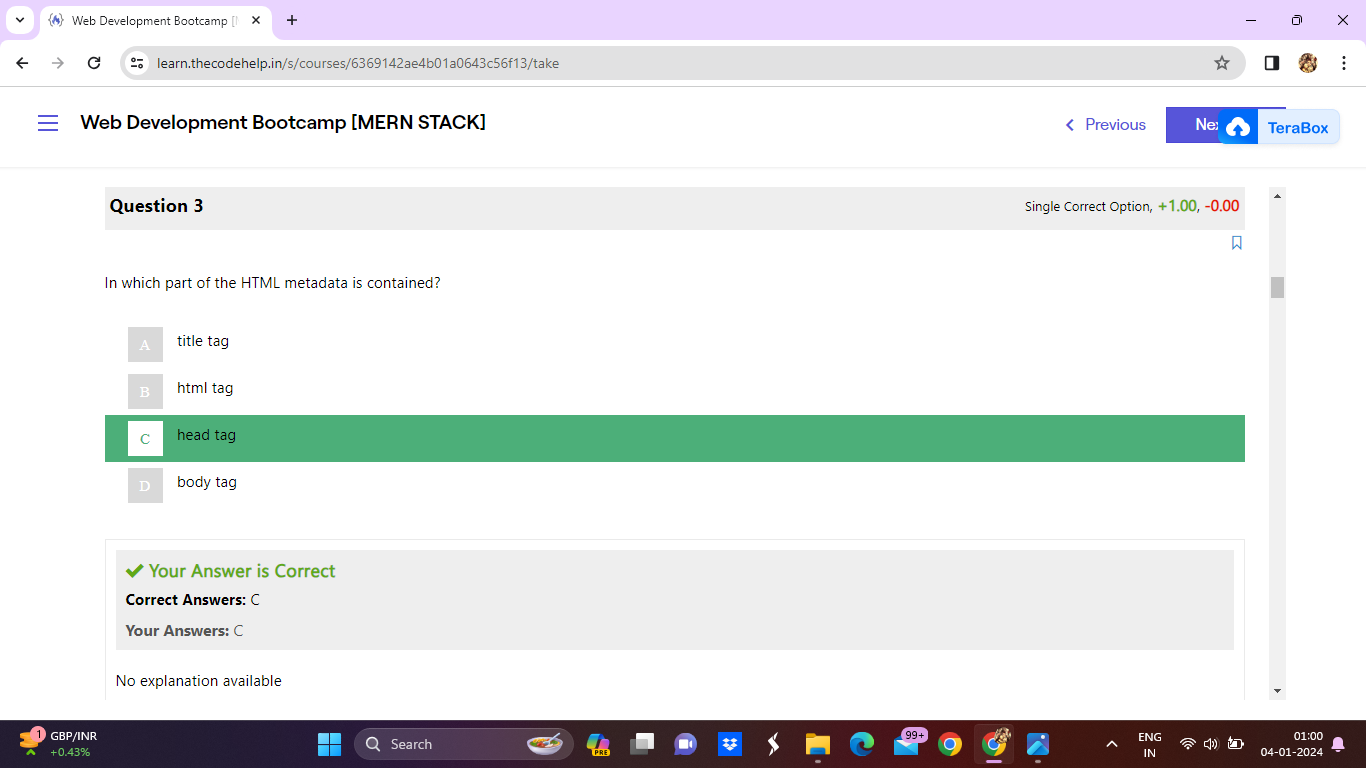 Web Development Bootcamp [
learn.thecodehelp.in/s/courses/6369142ae4b01a0643c56f13/take
Web Development Bootcamp [MERN STACK]
Previous
Nex
TeraBox
Question 3
Single Correct Option, +1.00, -0.00
In which part of the HTML metadata is contained?
A title tag
B html tag
C head tag
D body tag
Your Answer is Correct
Correct Answers: C
Your Answers: C
No explanation available
1
GBP/INR
+0.43%
Search
PRE
99+
ENG
IN
01:00
04-01-2024